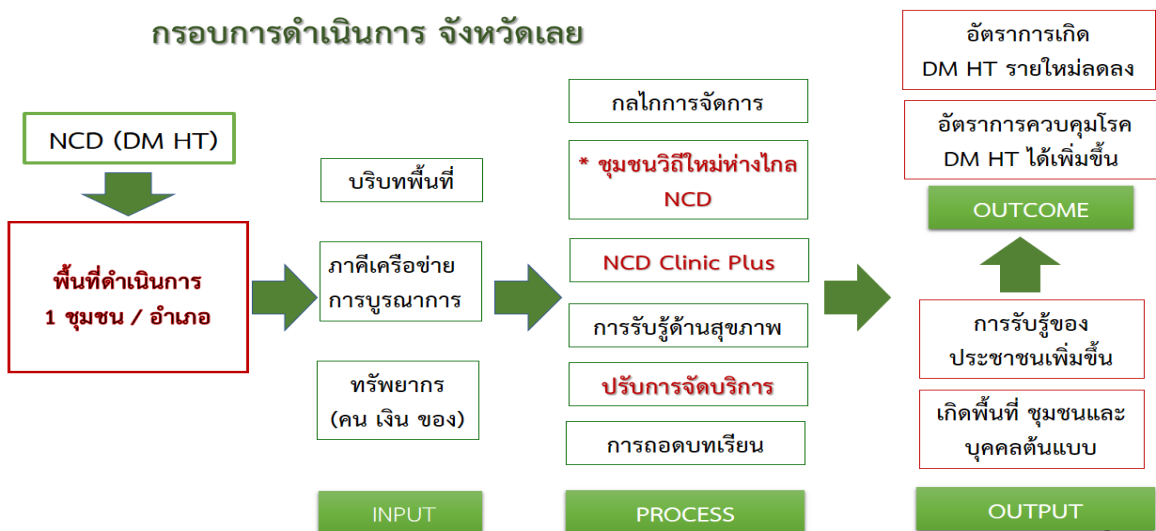 กรอบการดำเนินการ จังหวัดเลย
NCD (DM HT)
พื้นที่ดำเนินการ
1 ชุมชน / อำเภอ
บริบทพื้นที่
ภาคีเครือข่าย
การบูรณาการ
ทรัพยากร
(คน เงิน ของ)
INPUT
กลไกการจัดการ
* ชุมชนวิถีใหม่ห่างไกล
NCD
NCD Clinic Plus
การรับรู้ด้านสุขภาพ
ปรับการจัดบริการ
การถอดบทเรียน
PROCESS
อัตราการเกิด
DM HT รายใหม่ลดลง
อัตราการควบคุมโรค
DM HT ได้เพิ่มขึ้น
OUTCOME
การรับรู้ของ
ประชาชนเพิ่มขึ้น
เกิดพื้นที่ ชุมชนและ
บุคคลต้นแบบ
OUTPUT